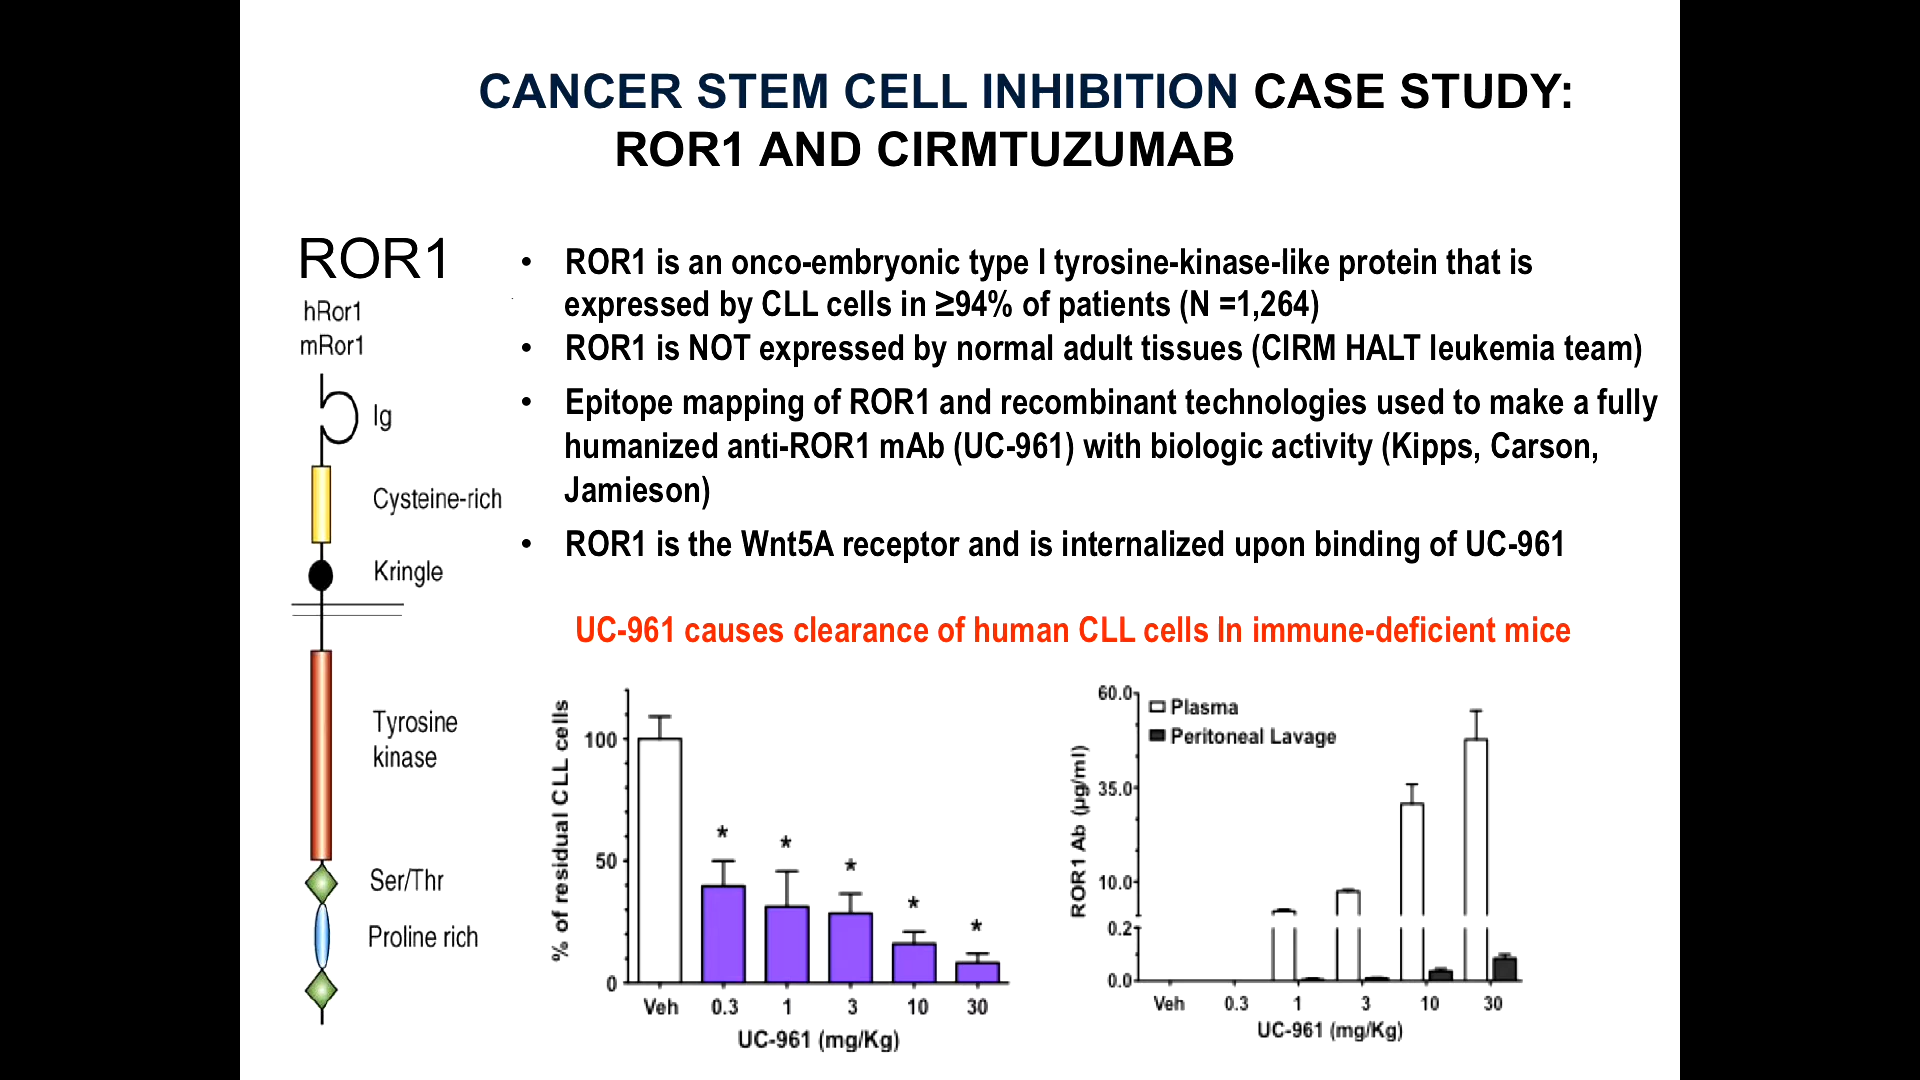 CANCER STEM CELL INHIBITION CASE STUDY:
ROR1 AND CIRMTUZUMAB
ROR1
hRor1
mRor1
Ig
Cysteine-rich
Kringle
Tyrosine
kinase
Ser/Thr
Proline rich
• ROR1 is an onco-embryonic type I tyrosine-kinase-like protein that is
expressed by CLL cells in ≥94% of patients (N =1,264)
• ROR1 is NOT expressed by normal adult tissues (CIRM HALT leukemia team)
• Epitope mapping of ROR1 and recombinant technologies used to make a fully
humanized anti-ROR1 mAb (UC-961) with biologic activity (Kipps, Carson,
Jamieson)
• ROR1 is the Wnt5A receptor and is internalized upon binding of UC-961
UC-961 causes clearance of human CLL cells In immune-deficient mice
% of residual CLL cells
100
50
0
* * * * *
Veh 0.3 1 3 10 30
UC-961 (mg/Kg)
ROR1 Ab (µg/ml)
60.0
35.0
10.0
0.2
0.0
Plasma
Peritoneal Lavage
Veh 0.3 1 3 10 30
UC-961 (mg/Kg)